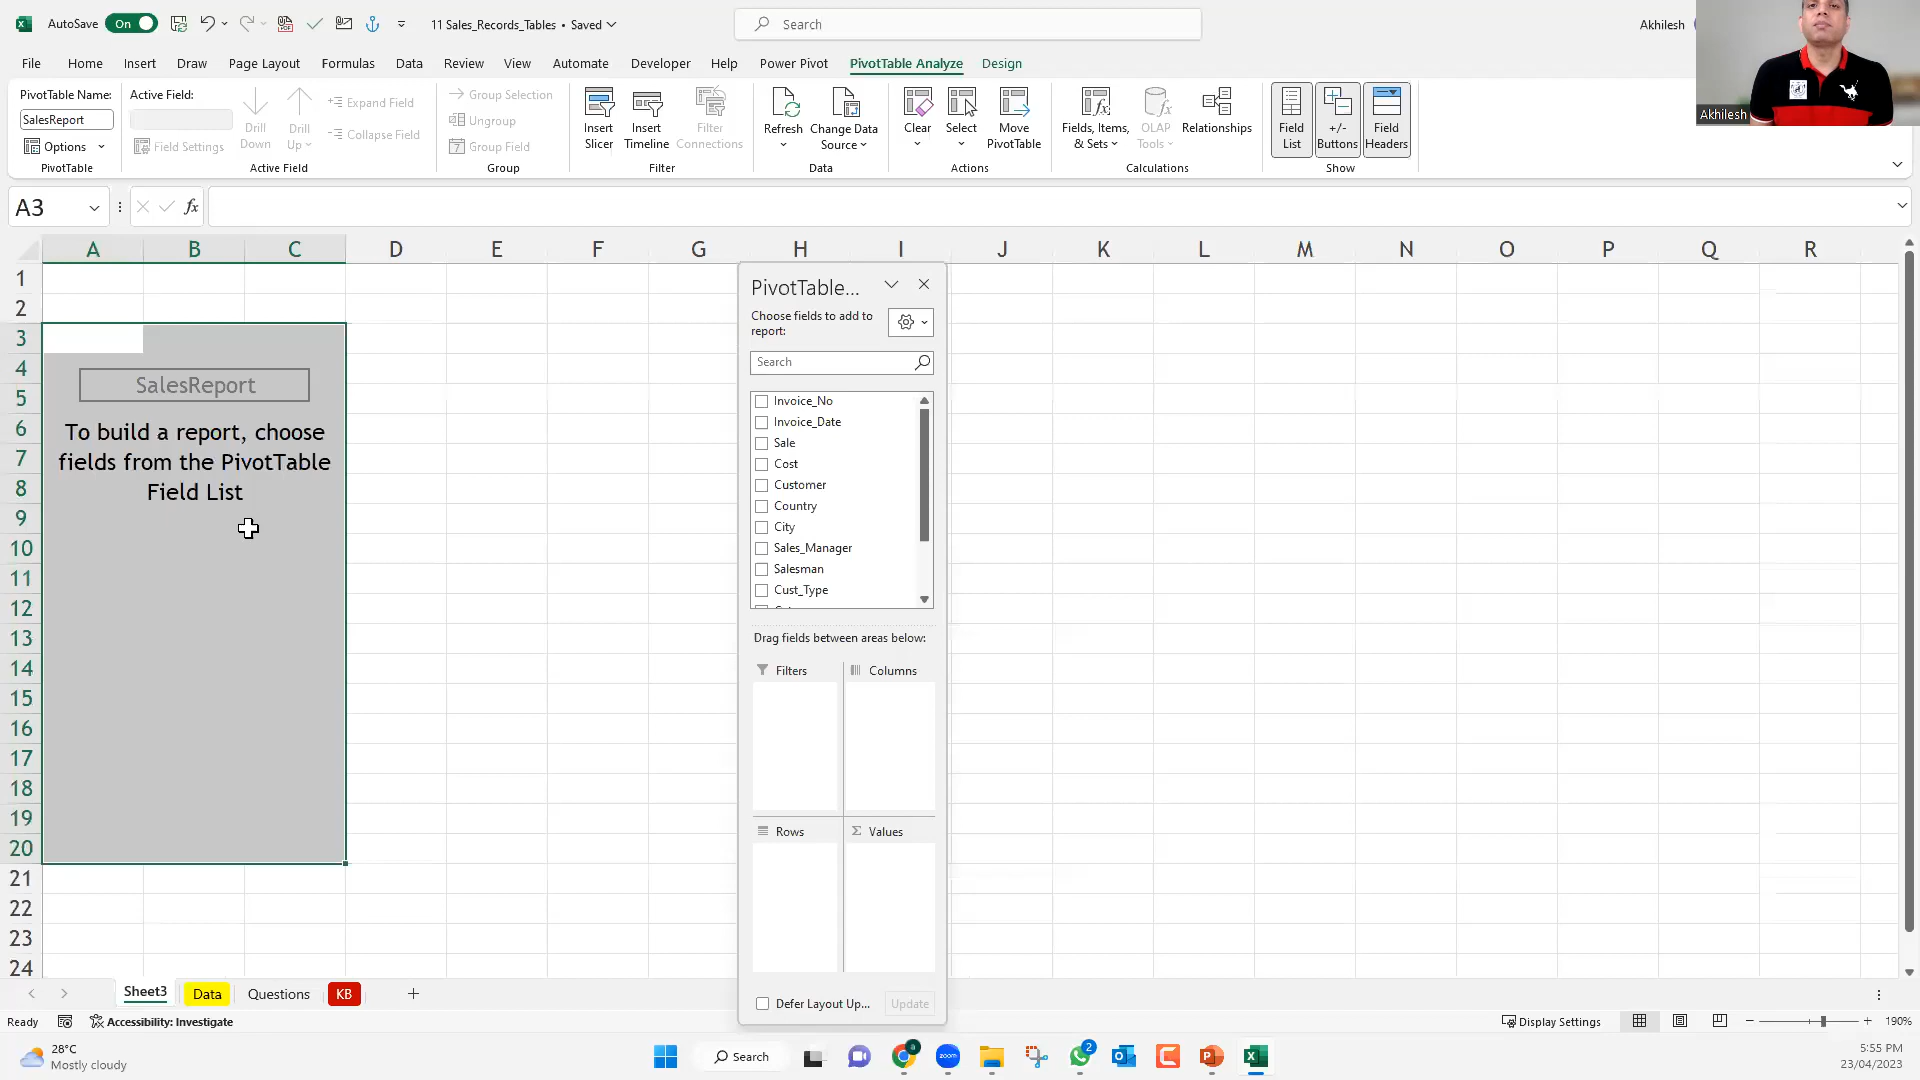 AutoSave On 11 Sales_Records_Tables • Saved Search Akhilesh
File Home Insert Draw Page Layout Formulas Data Review View Automate Developer Help Power Pivot PivotTable Analyze Design
PivotTable Name:
SalesReport
Options
PivotTable
Active Field:
Field Settings
Drill Down
Drill Up
Expand Field
Collapse Field
Active Field
Group Selection
Ungroup
Group Field
Group
Insert Slicer
Insert Timeline
Filter Connections
Filter
Refresh
Change Data Source
Data
Clear
Select
Move PivotTable
Actions
Fields, Items, & Sets
OLAP Tools
Relationships
Calculations
Field List
+/- Buttons
Field Headers
Show
Akhilesh
A3 fx
A B C D E F G H I J K L M N O P Q R
1
2
3
4
5
6
7
8
9
10
11
12
13
14
15
16
17
18
19
20
21
22
23
24
SalesReport
To build a report, choose
fields from the PivotTable
Field List
PivotTable...
Choose fields to add to
report:
Search
Invoice_No
Invoice_Date
Sale
Cost
Customer
Country
City
Sales_Manager
Salesman
Cust_Type
Drag fields between areas below:
Filters Columns
Rows Σ Values
Defer Layout Up... Update
Sheet3 Data Questions KB
Ready Accessibility: Investigate Display Settings 190%
28°C
Mostly cloudy
Search
a
zoom
2
5:55 PM
23/04/2023